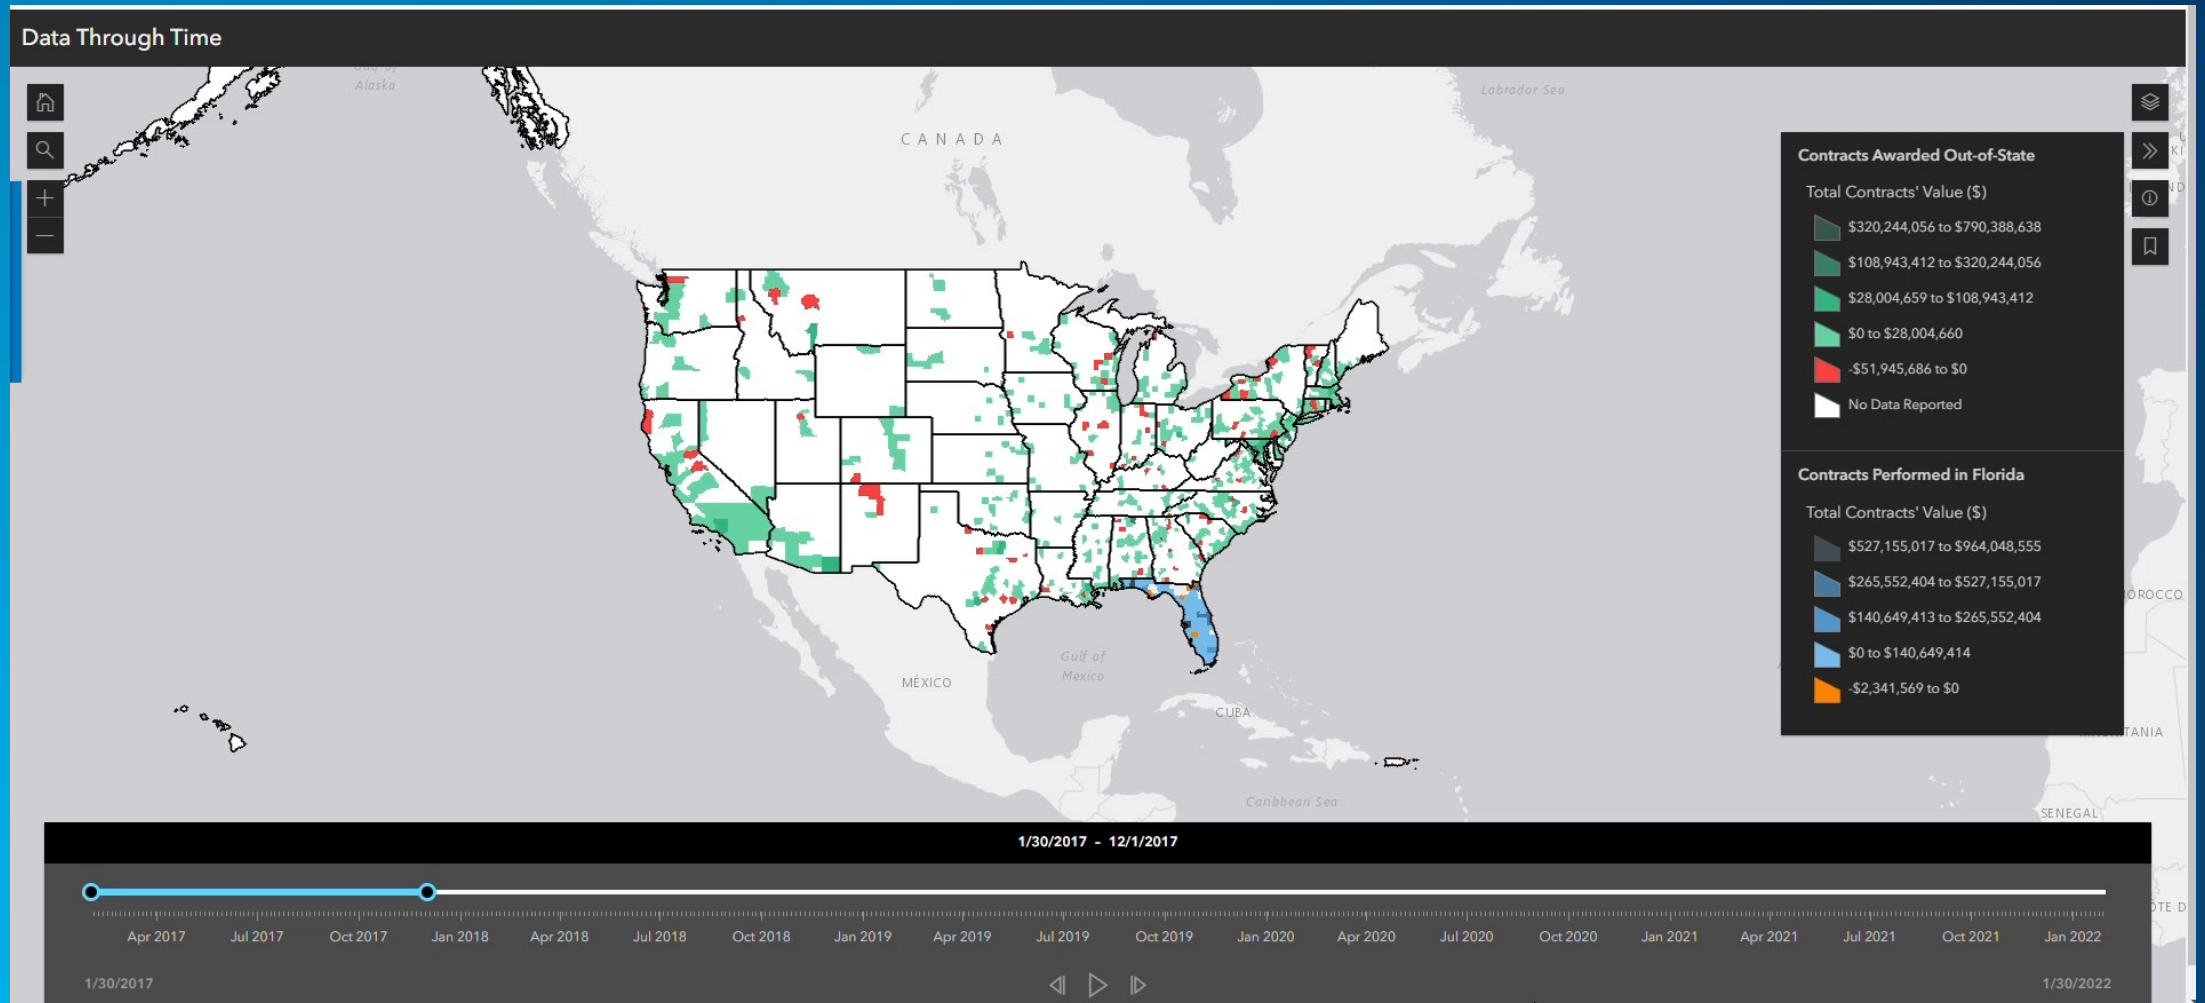 Data Through Time
Gulf of
Alaska
Labrador Sea
CANADA
Contracts Awarded Out-of-State
Total Contracts' Value ($)
$320,244,056 to $790,388,638
$108,943,412 to $320,244,056
$28,004,659 to $108,943,412
$0 to $28,004,660
-$51,945,686 to $0
No Data Reported
Contracts Performed in Florida
Total Contracts' Value ($)
$527,155,017 to $964,048,555
$265,552,404 to $527,155,017
$140,649,413 to $265,552,404
$0 to $140,649,414
-$2,341,569 to $0
OROCCO
Gulf of
Mexico
MÉXICO
CUBA
TANIA
Caribbean Sea
SENEGAL
1/30/2017 - 12/1/2017
ÔTE D
Apr 2017 Jul 2017 Oct 2017 Jan 2018 Apr 2018 Jul 2018 Oct 2018 Jan 2019 Apr 2019 Jul 2019 Oct 2019 Jan 2020 Apr 2020 Jul 2020 Oct 2020 Jan 2021 Apr 2021 Jul 2021 Oct 2021 Jan 2022
1/30/2017 1/30/2022